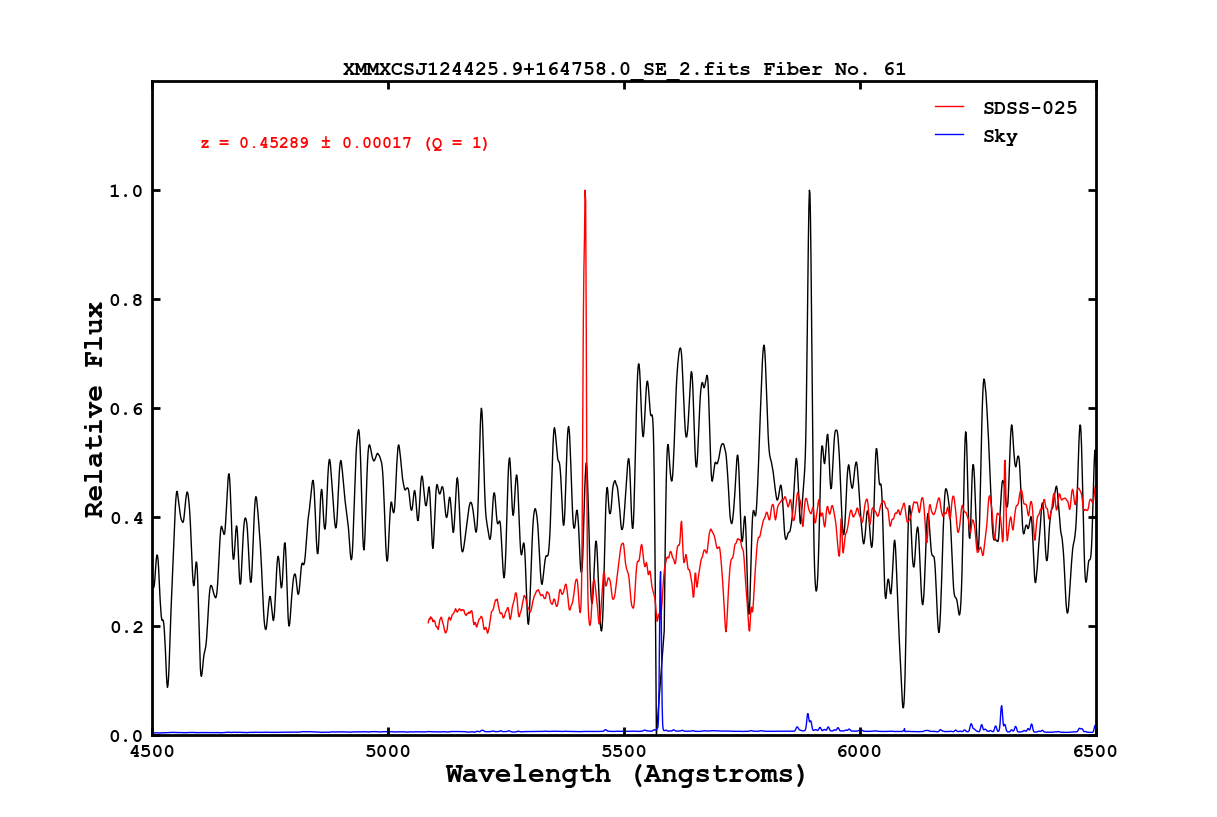 XMMXCSJ124425.9+164758.0_SE_2.fits Fiber No. 61
SDSS-025
Sky
z = 0.45289 ± 0.00017 (Q = 1)
1.0
0.8
0.6
0.4
0.2
0.0
Relative Flux
4500 5000 5500 6000 6500
Wavelength (Angstroms)